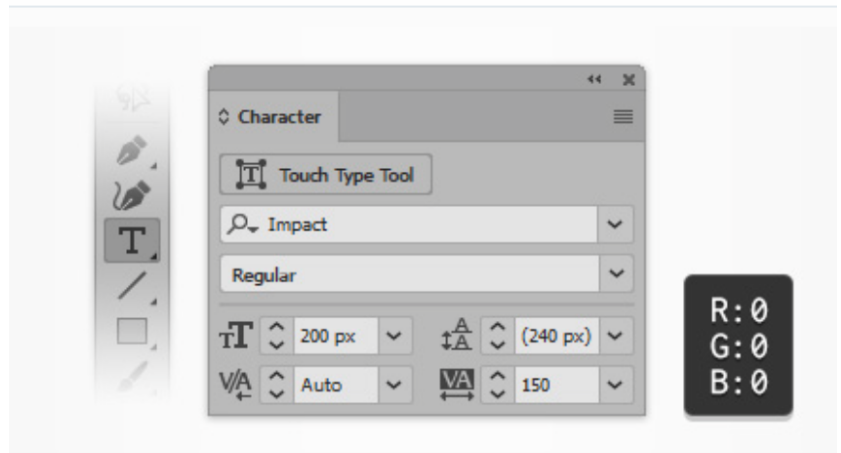 Character
Touch Type Tool
Impact
Regular
200 px (240 px)
Auto 150
R:0
G:0
B:0